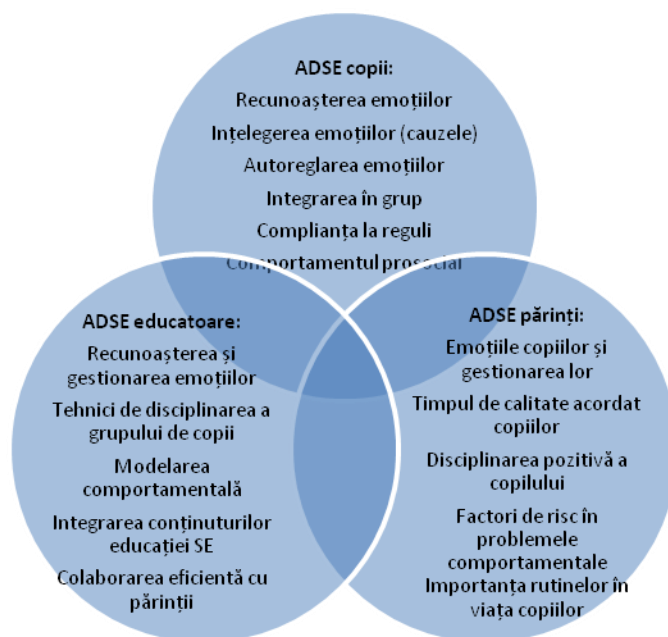 ADSE copii:
Recunoașterea emoțiilor
Ințelegerea emoțiilor (cauzele)
Autoreglarea emoțiilor
Integrarea în grup
Complianța la reguli
Comportamentul prosocial
ADSE educatoare:
Recunoașterea și
gestionarea emoțiilor
Tehnici de disciplinarea a
grupului de copii
Modelarea
comportamentală
Integrarea conținuturilor
educației SE
Colaborarea eficientă cu
părinții
ADSE părinți:
Emoțiile copiilor și
gestionarea lor
Timpul de calitate acordat
copiilor
Disciplinarea pozitivă a
copilului
Factori de risc în
problemele
comportamentale
Importanța rutinelor în
viața copiilor